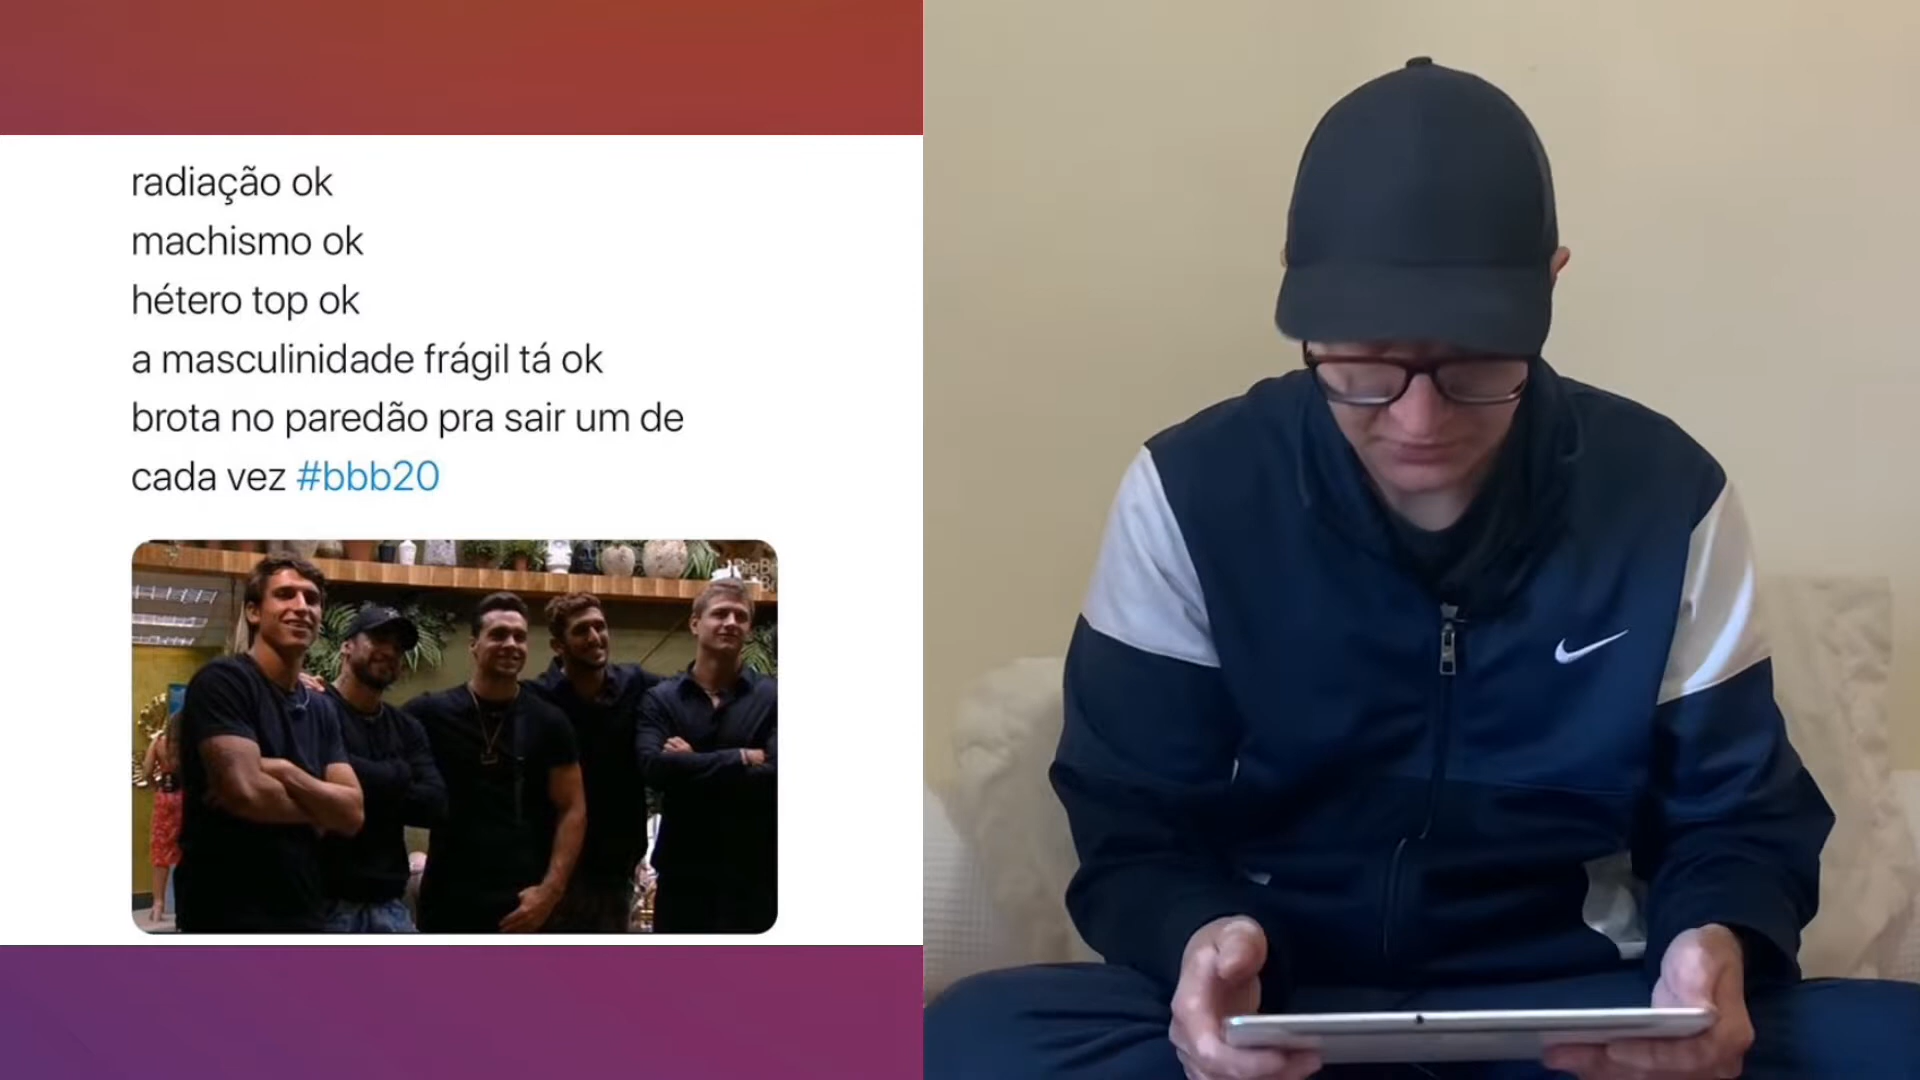 radiação ok
machismo ok
hétero top ok
a masculinidade frágil tá ok
brota no paredão pra sair um de
cada vez #bbb20